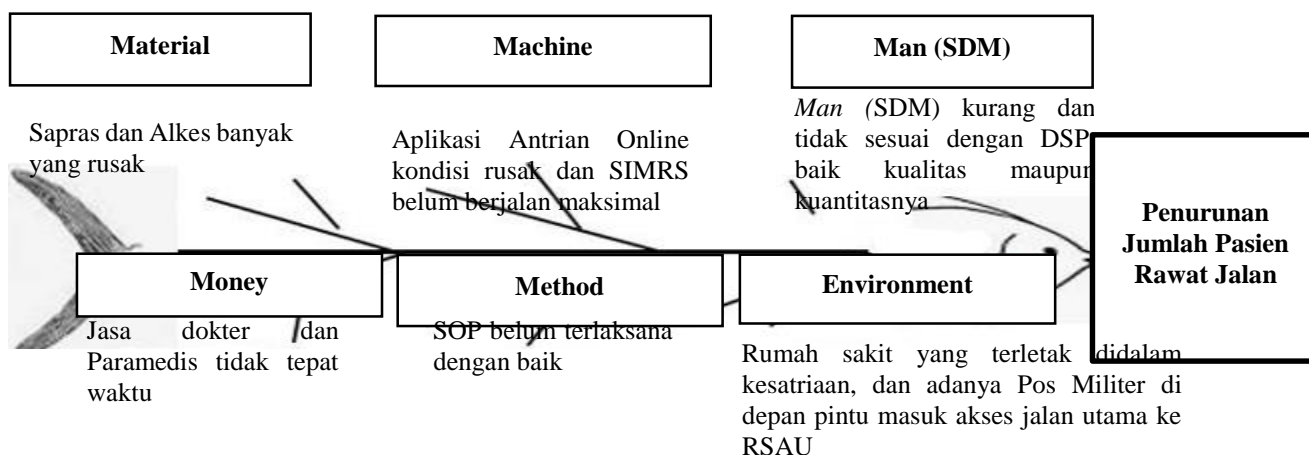 Material
Machine
Man (SDM)
Sapras dan Alkes banyak
yang rusak
Aplikasi Antrian Online
kondisi rusak dan SIMRS
belum berjalan maksimal
Man (SDM) kurang dan
tidak sesuai dengan DSP
baik kualitas maupun
kuantitasnya
Penurunan
Jumlah Pasien
Rawat Jalan
Money
Method
Environment
Jasa dokter dan
Paramedis tidak tepat
waktu
SOP belum terlaksana
dengan baik
Rumah sakit yang terletak didalam
kesatriaan, dan adanya Pos Militer di
depan pintu masuk akses jalan utama ke
RSAU